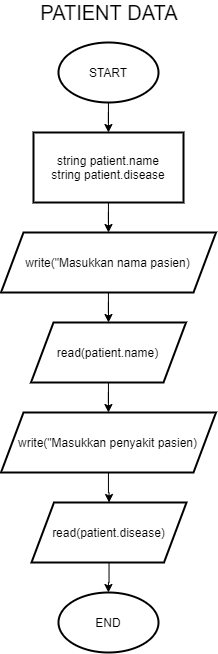 PATIENT DATA
START
string patient.name
string patient.disease
write("Masukkan nama pasien)
read(patient.name)
write("Masukkan penyakit pasien)
read(patient.disease)
END